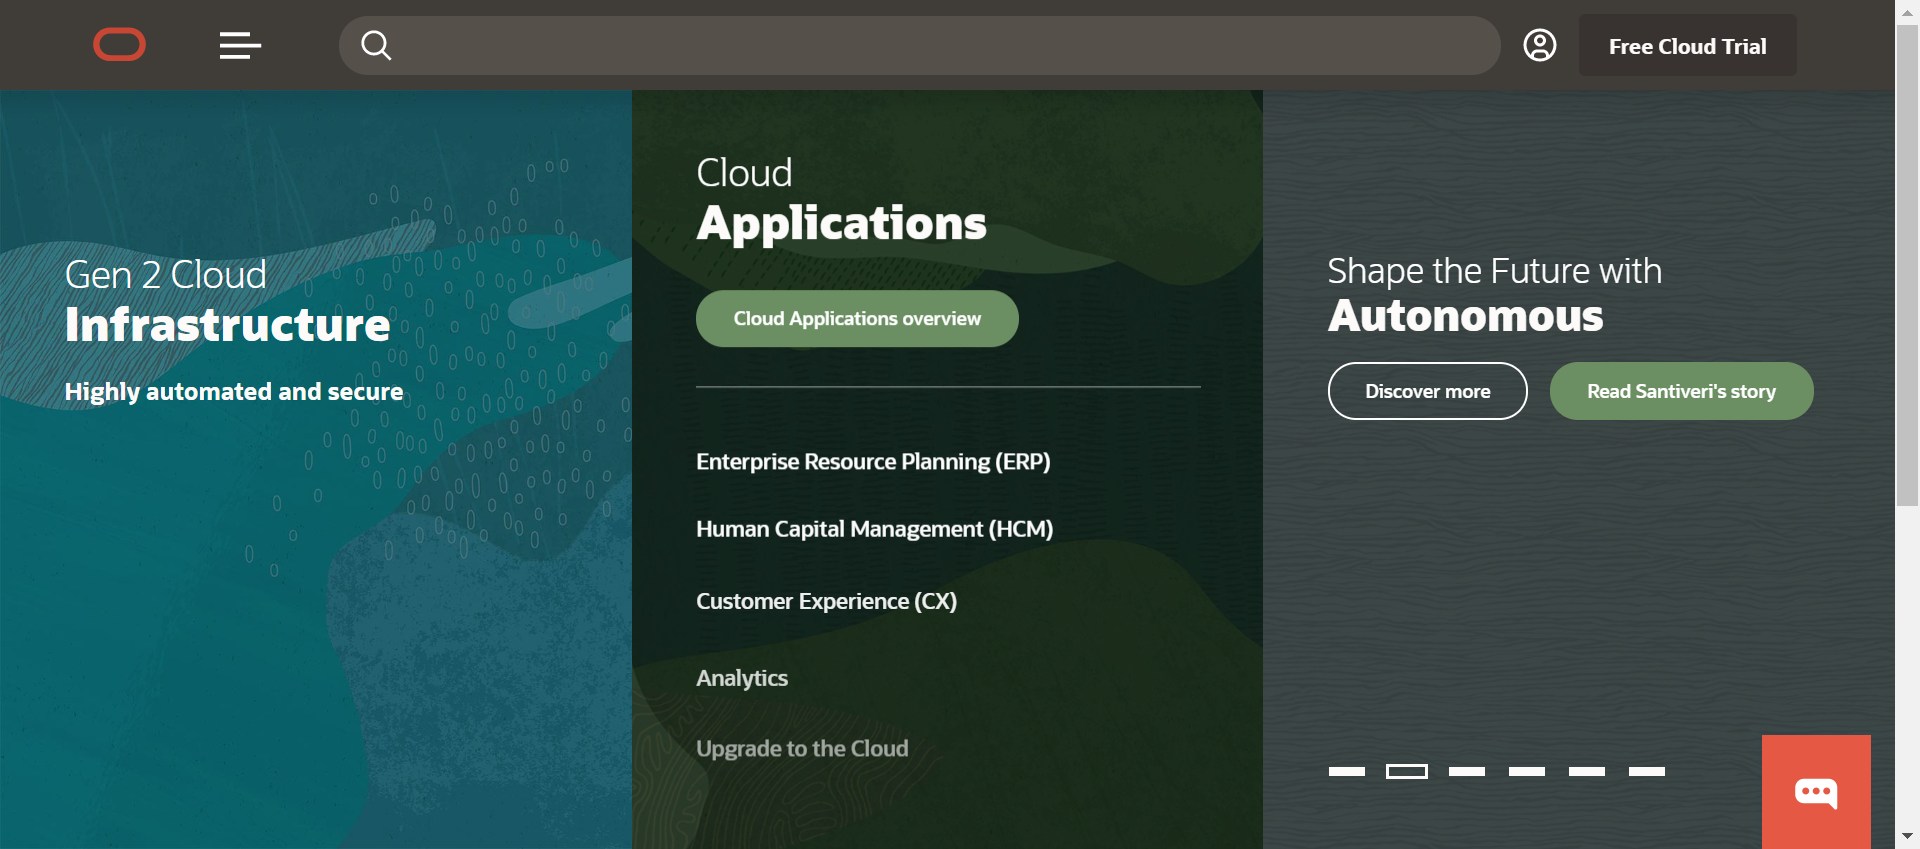 Free Cloud Trial
Gen 2 Cloud
Infrastructure
Highly automated and secure
Cloud
Applications
Cloud Applications overview
Enterprise Resource Planning (ERP)
Human Capital Management (HCM)
Customer Experience (CX)
Analytics
Upgrade to the Cloud
Shape the Future with
Autonomous
Discover more
Read Santiveri's story